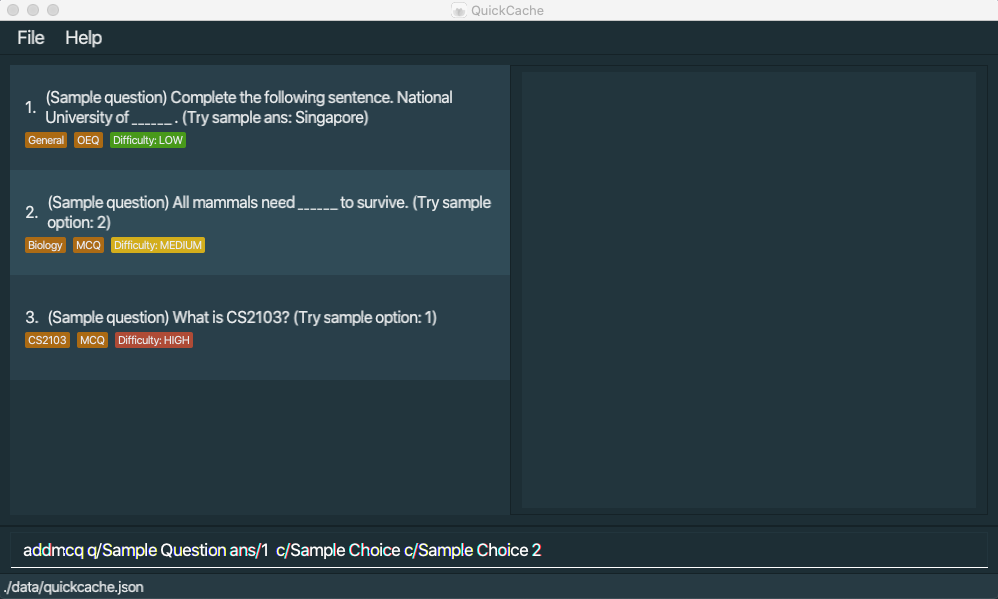 QuickCache
File Help
1. (Sample question) Complete the following sentence. National
University of ______ . (Try sample ans: Singapore)
General OEQ Difficulty: LOW
2. (Sample question) All mammals need ______ to survive. (Try sample
option: 2)
Biology MCQ Difficulty: MEDIUM
3. (Sample question) What is CS2103? (Try sample option: 1)
CS2103 MCQ Difficulty: HIGH
addmcq q/Sample Question ans/1  c/Sample Choice c/Sample Choice 2
./data/quickcache.json